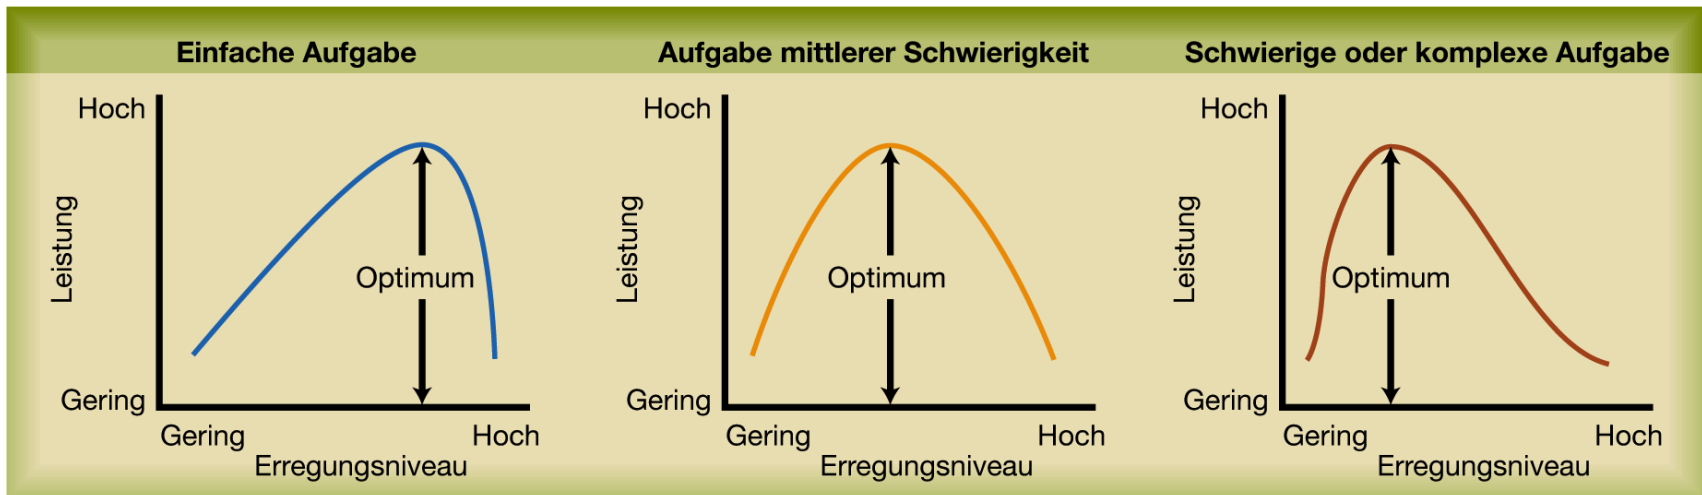 Einfache Aufgabe
Hoch
Leistung
Optimum
Gering
Gering Hoch
Erregungsniveau
Aufgabe mittlerer Schwierigkeit
Hoch
Leistung
Optimum
Gering
Gering Hoch
Erregungsniveau
Schwierige oder komplexe Aufgabe
Hoch
Leistung
Optimum
Gering
Gering Hoch
Erregungsniveau